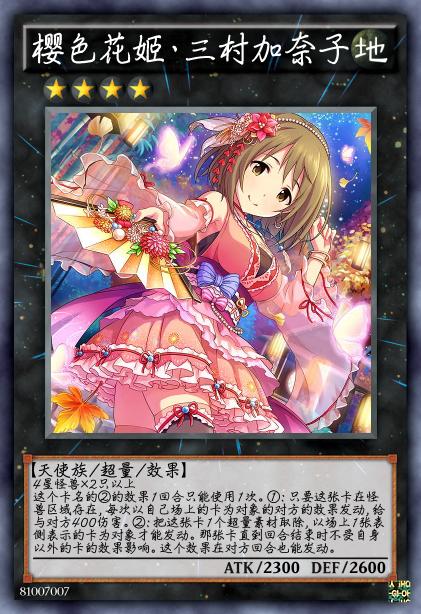 樱色花姬·三村加奈子
地
【天使族/超量/效果】
4星怪兽×2只以上
这个卡名的②的效果1回合只能使用1次。①:只要这张卡在怪
兽区域存在,每次以自己场上的卡为对象的对方的效果发动,给
与对方400伤害。②:把这张卡1个超量素材取除,以场上1张表
侧表示的卡为对象才能发动。那张卡直到回合结束时不受自身
以外的卡的效果影响。这个效果在对方回合也能发动。
ATK/2300 DEF/2600
81007007